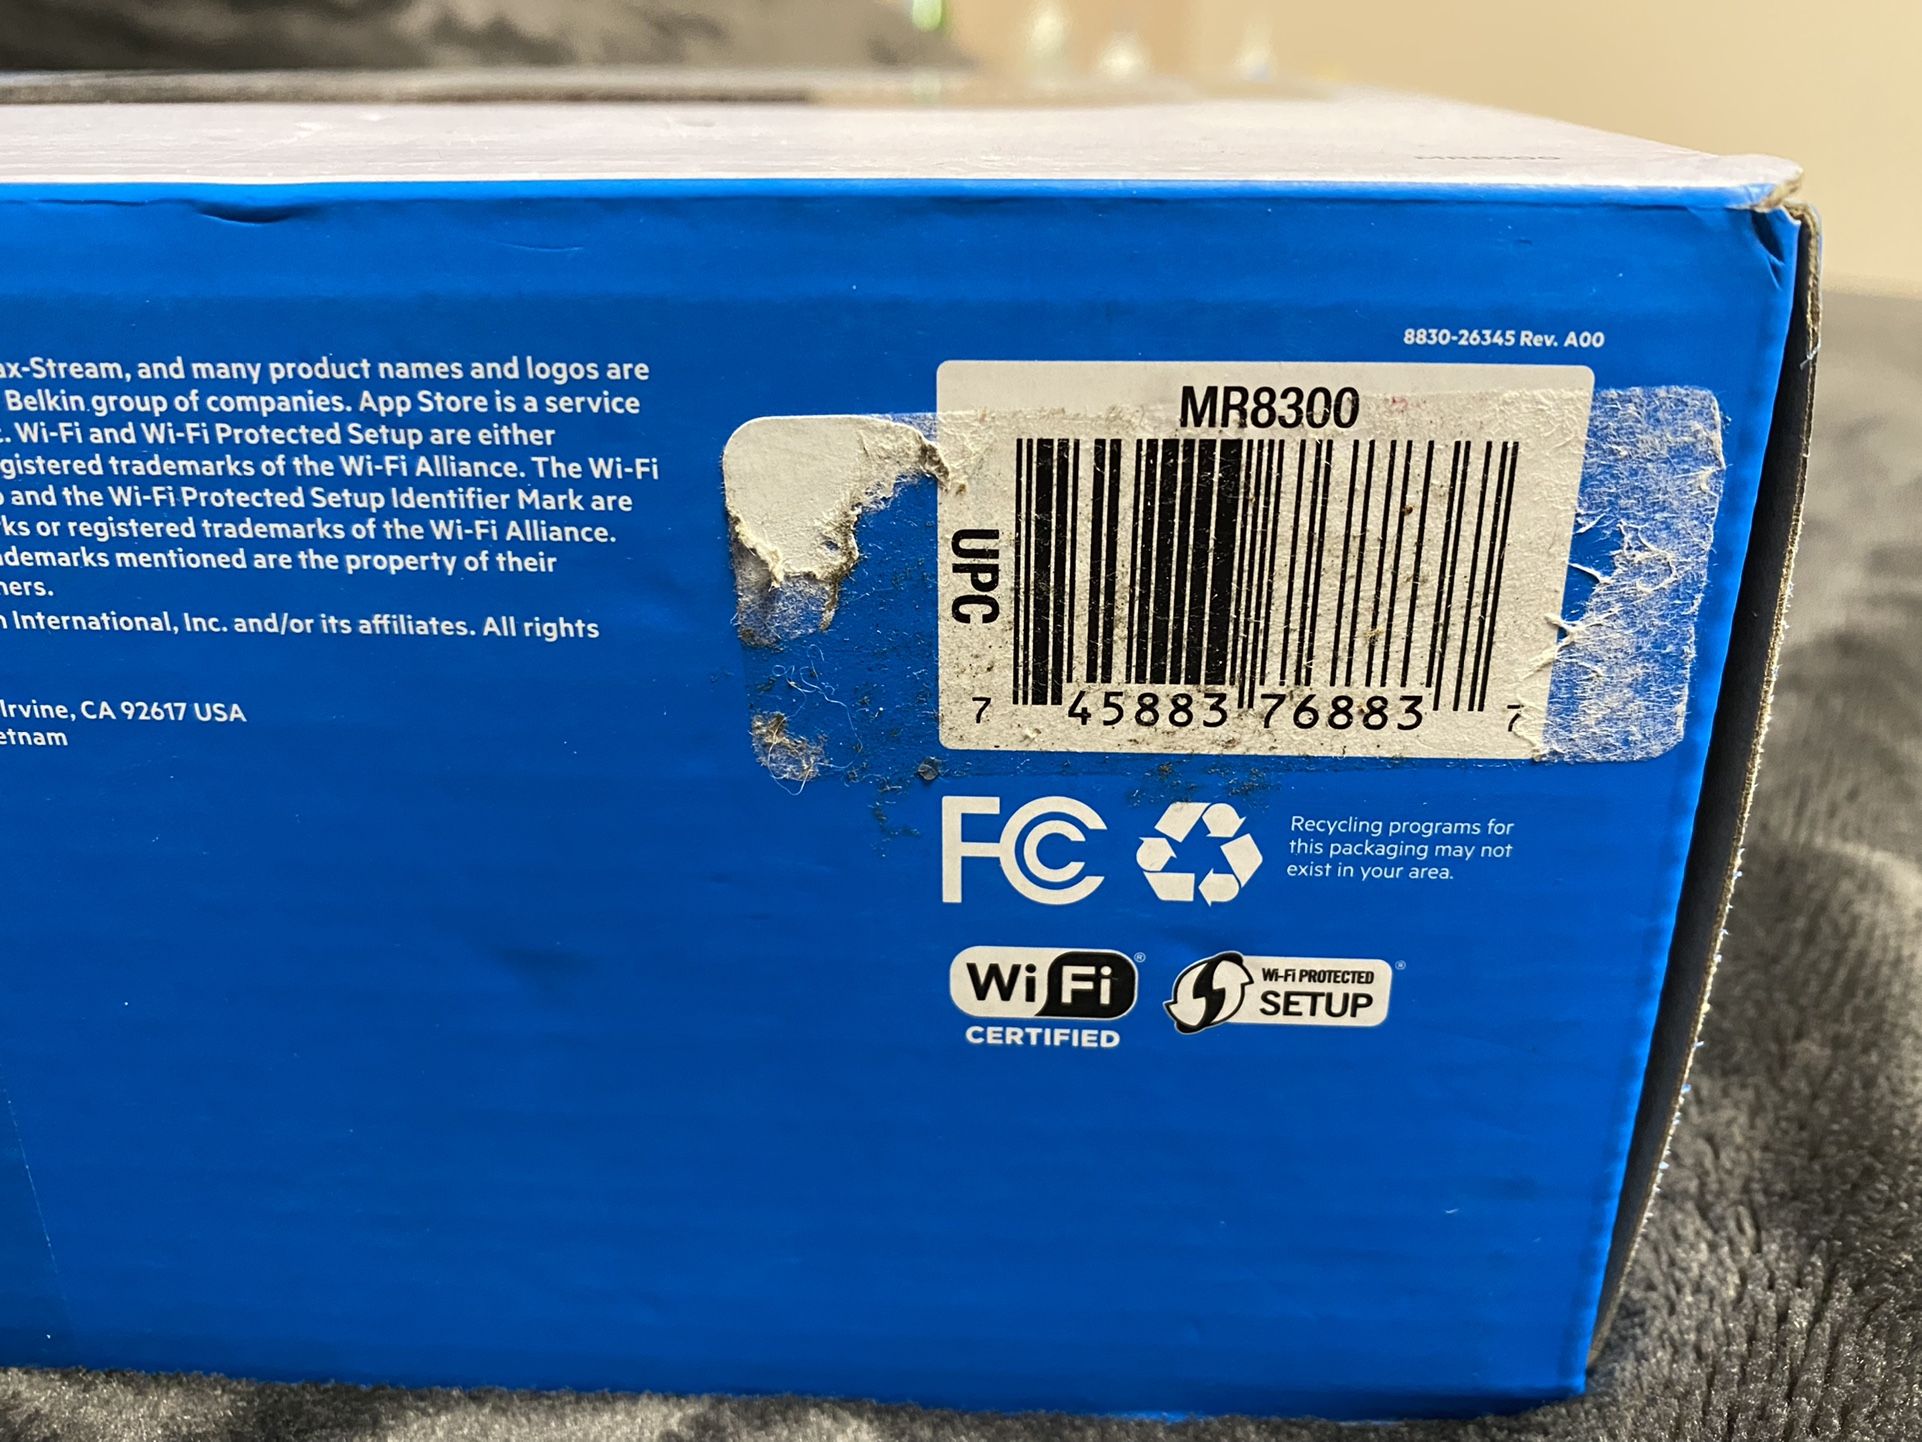 MR8300
8830-26345 Rev. A00
ax-Stream, and many product names and logos are
Belkin group of companies. App Store is a service
. Wi-Fi and Wi-Fi Protected Setup are either
gistered trademarks of the Wi-Fi Alliance. The Wi-Fi
and the Wi-Fi Protected Setup Identifier Mark are
ks or registered trademarks of the Wi-Fi Alliance.
demarks mentioned are the property of their
ners.
International, Inc. and/or its affiliates. All rights
Irvine, CA 92617 USA
etnam
MR8300
UPC
7 45883 76883 7
FC
Recycling programs for
this packaging may not
exist in your area.
WiFi®
CERTIFIED
Wi-Fi PROTECTED®
SETUP